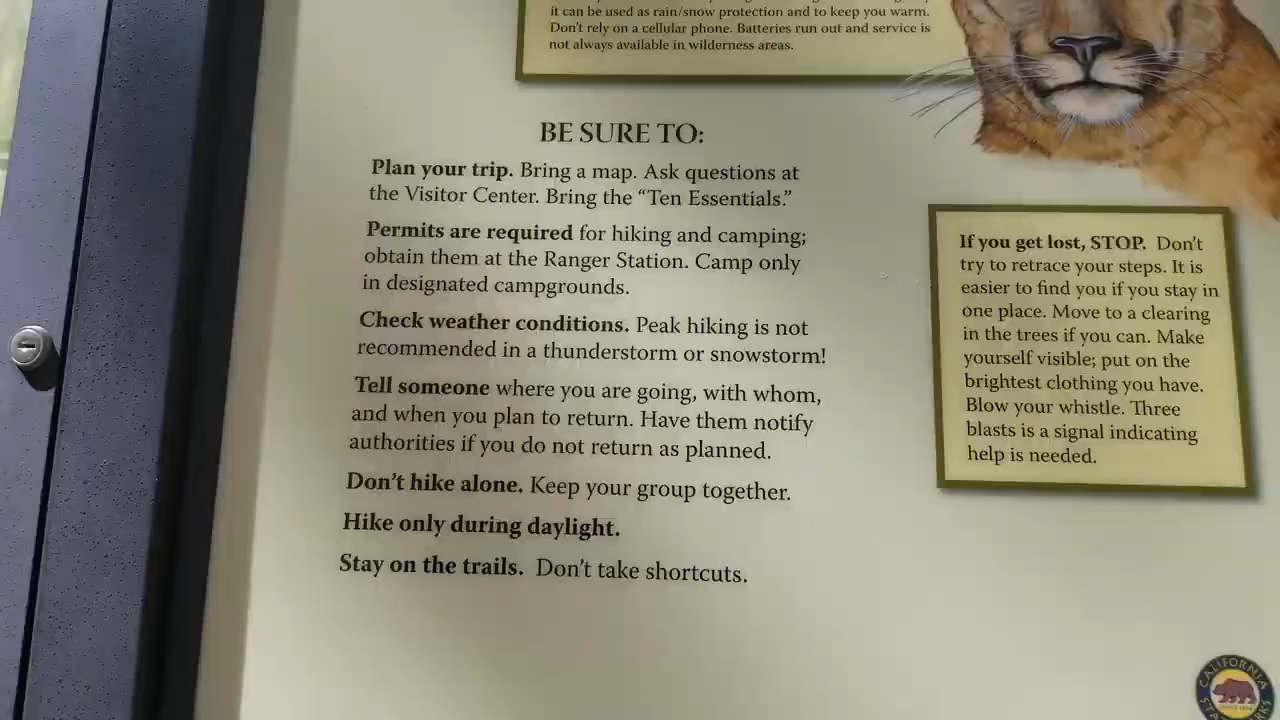 it can be used as rain/snow protection and to keep you warm.
Don't rely on a cellular phone. Batteries run out and service is
not always available in wilderness areas.
BE SURE TO:
Plan your trip. Bring a map. Ask questions at
the Visitor Center. Bring the “Ten Essentials.”
Permits are required for hiking and camping;
obtain them at the Ranger Station. Camp only
in designated campgrounds.
Check weather conditions. Peak hiking is not
recommended in a thunderstorm or snowstorm!
Tell someone where you are going, with whom,
and when you plan to return. Have them notify
authorities if you do not return as planned.
Don't hike alone. Keep your group together.
Hike only during daylight.
Stay on the trails. Don't take shortcuts.
If you get lost, STOP. Don't
try to retrace your steps. It is
easier to find you if you stay in
one place. Move to a clearing
in the trees if you can. Make
yourself visible; put on the
brightest clothing you have.
Blow your whistle. Three
blasts is a signal indicating
help is needed.
CALIFORNIA